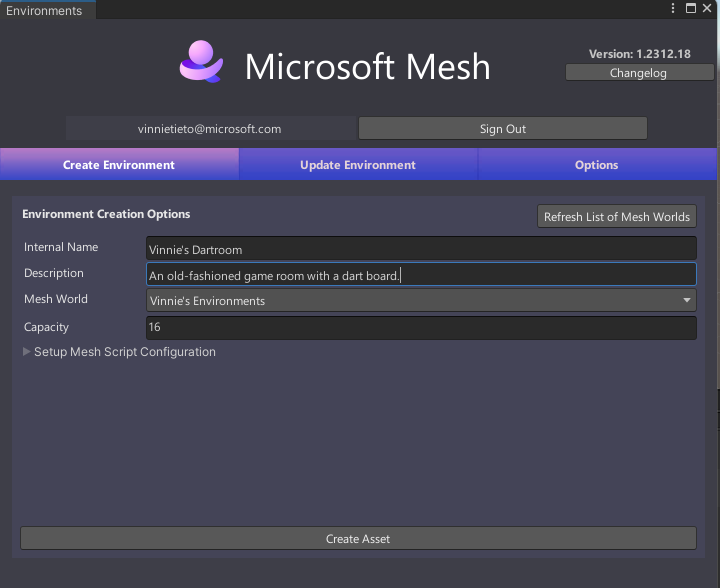 Environments
Microsoft Mesh
Version: 1.2312.18
Changelog
vinnietieto@microsoft.com
Sign Out
Create Environment
Update Environment
Options
Environment Creation Options
Refresh List of Mesh Worlds
Internal Name
Vinnie's Dartroom
Description
An old-fashioned game room with a dart board.
Mesh World
Vinnie's Environments
Capacity
16
Setup Mesh Script Configuration
Create Asset